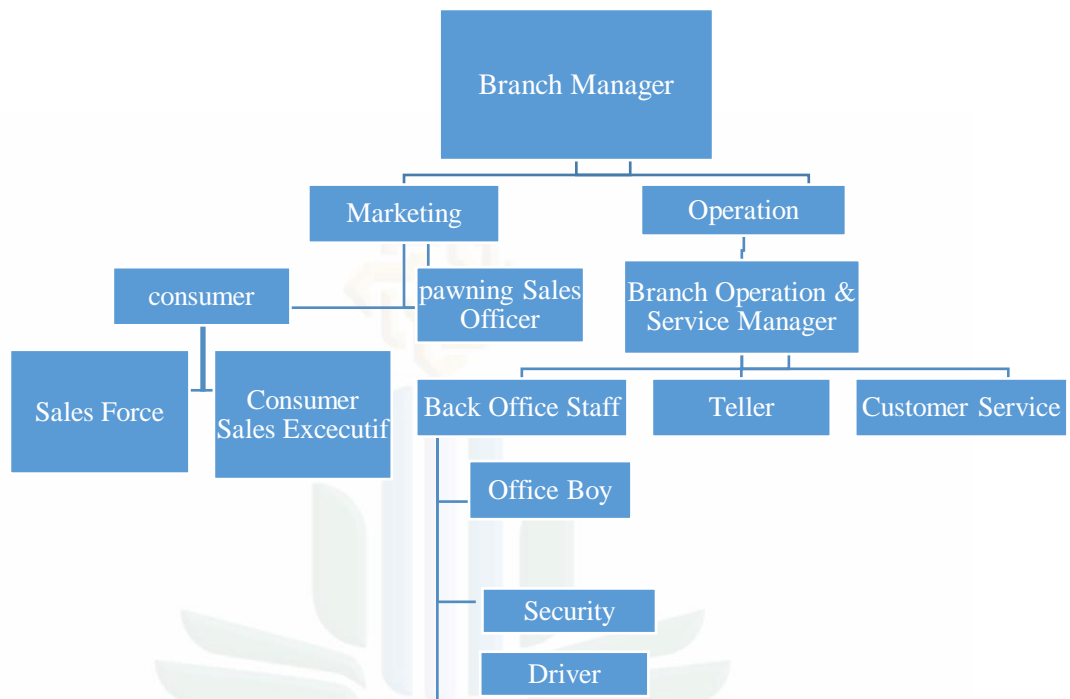 Branch Manager
Marketing
Operation
consumer
pawning Sales
Officer
Branch Operation &
Service Manager
Sales Force
Consumer
Sales Excecutif
Back Office Staff
Teller
Customer Service
Office Boy
Security
Driver